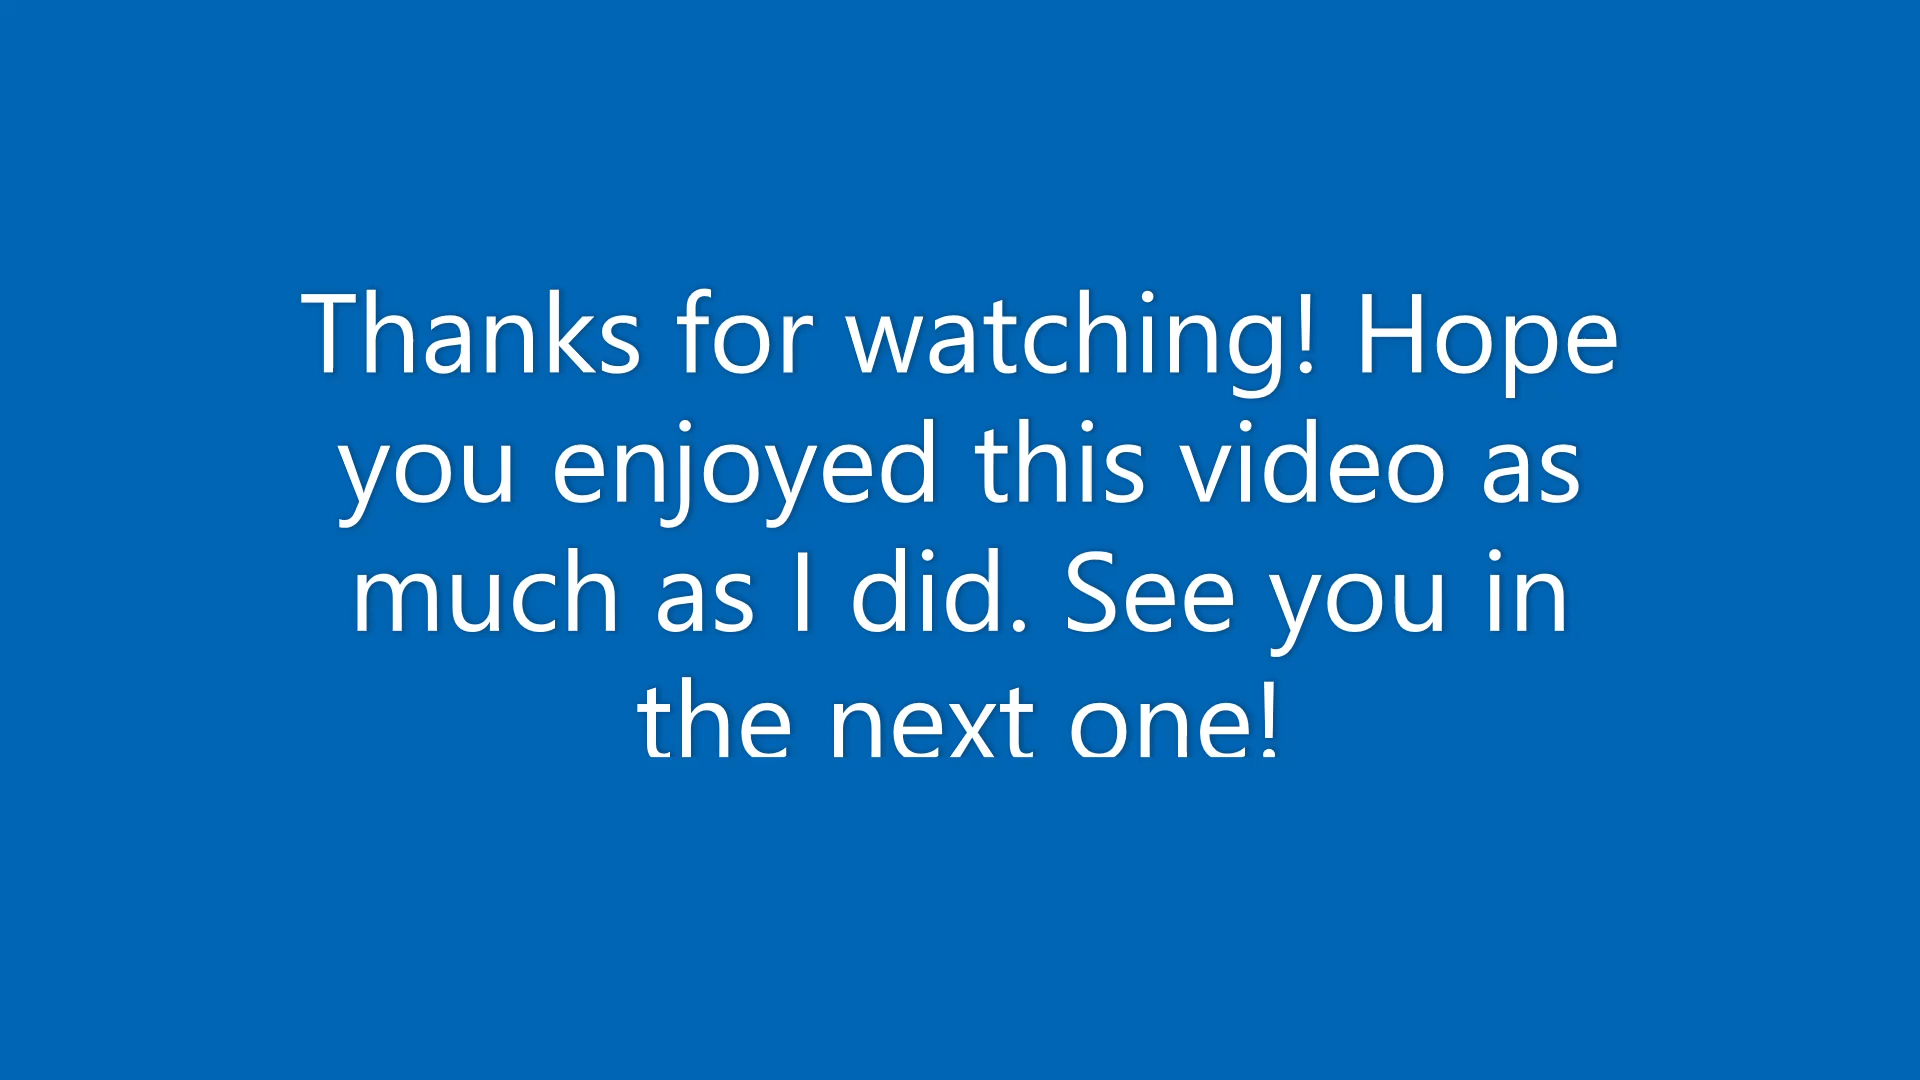 Thanks for watching! Hope
you enjoyed this video as
much as I did. See you in
the next one!